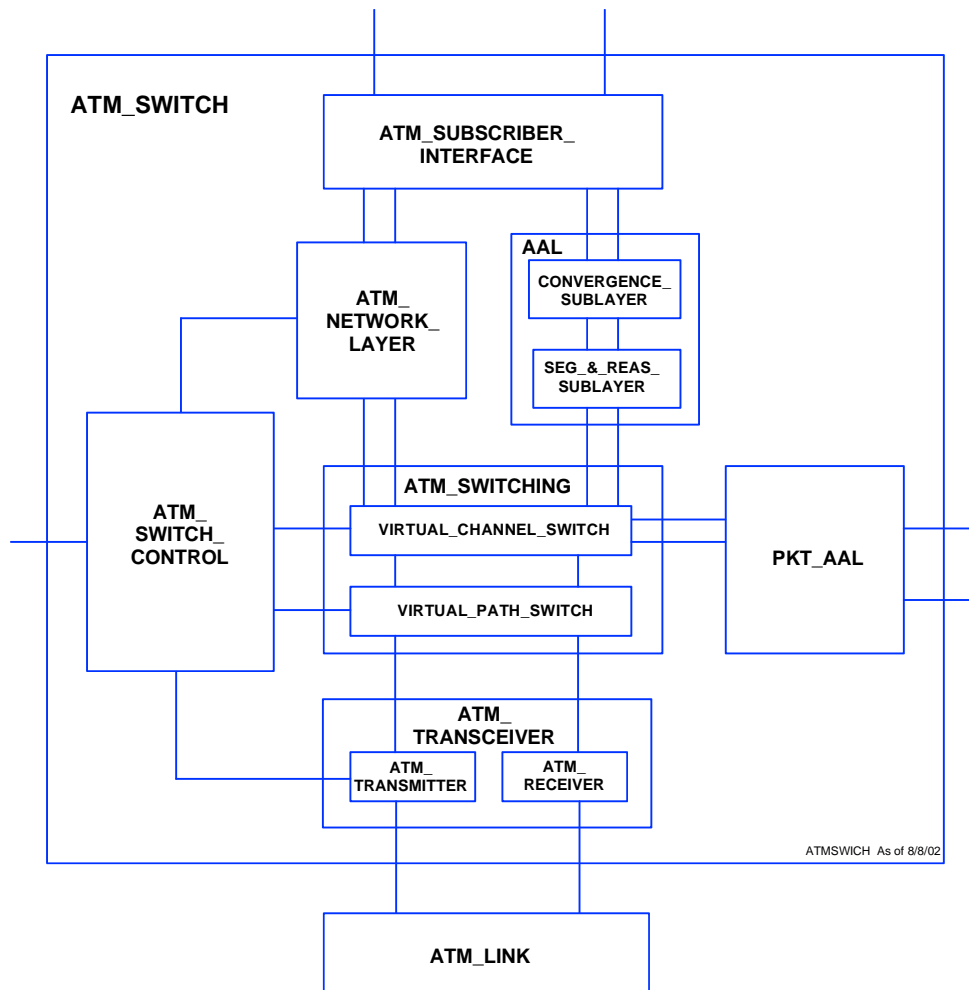 ATM_SWITCH
ATM_SUBSCRIBER_
INTERFACE
AAL
CONVERGENCE_
SUBLAYER
ATM_
NETWORK_
LAYER
SEG_&_REAS_
SUBLAYER
ATM_SWITCHING
ATM_
SWITCH_
CONTROL
VIRTUAL_CHANNEL_SWITCH
PKT_AAL
VIRTUAL_PATH_SWITCH
ATM_
TRANSCEIVER
ATM_
TRANSMITTER
ATM_
RECEIVER
ATMSWICH As of 8/8/02
ATM_LINK